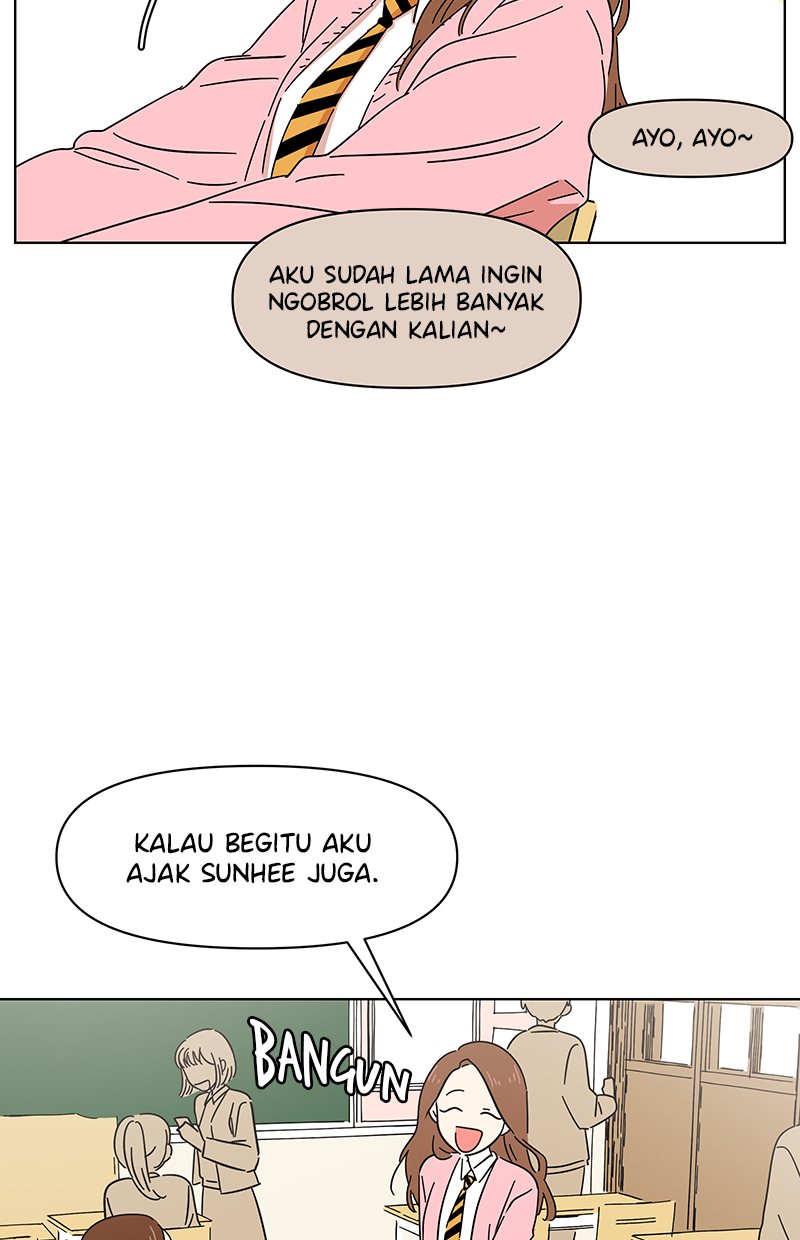 AYO, AYO~
AKU SUDAH LAMA INGIN
NGOBROL LEBIH BANYAK
DENGAN KALIAN~
KALAU BEGITU AKU
AJAK SUNHEE JUGA.
BANGUN